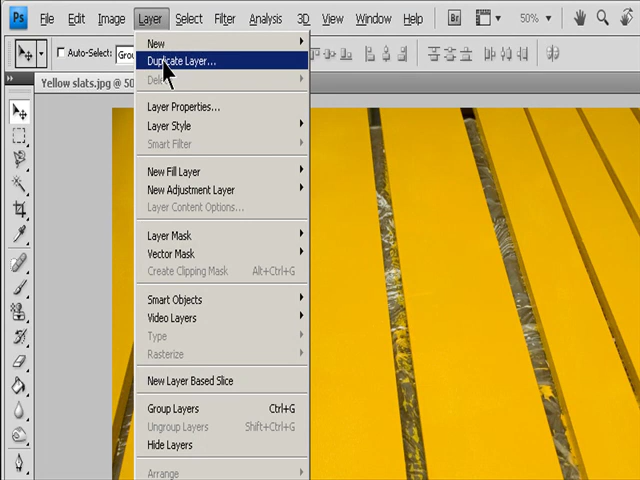 Ps File Edit Image Layer Select Filter Analysis 3D View Window Help Br 50%
Auto-Select:
Yellow slats.jpg @
New
Duplicate Layer...
Layer Properties...
Layer Style
Smart Filter
New Fill Layer
New Adjustment Layer
Layer Content Options...
Layer Mask
Vector Mask
Create Clipping Mask Alt+Ctrl+G
Smart Objects
Video Layers
Type
Rasterize
New Layer Based Slice
Group Layers Ctrl+G
Ungroup Layers Shift+Ctrl+G
Hide Layers
Arrange